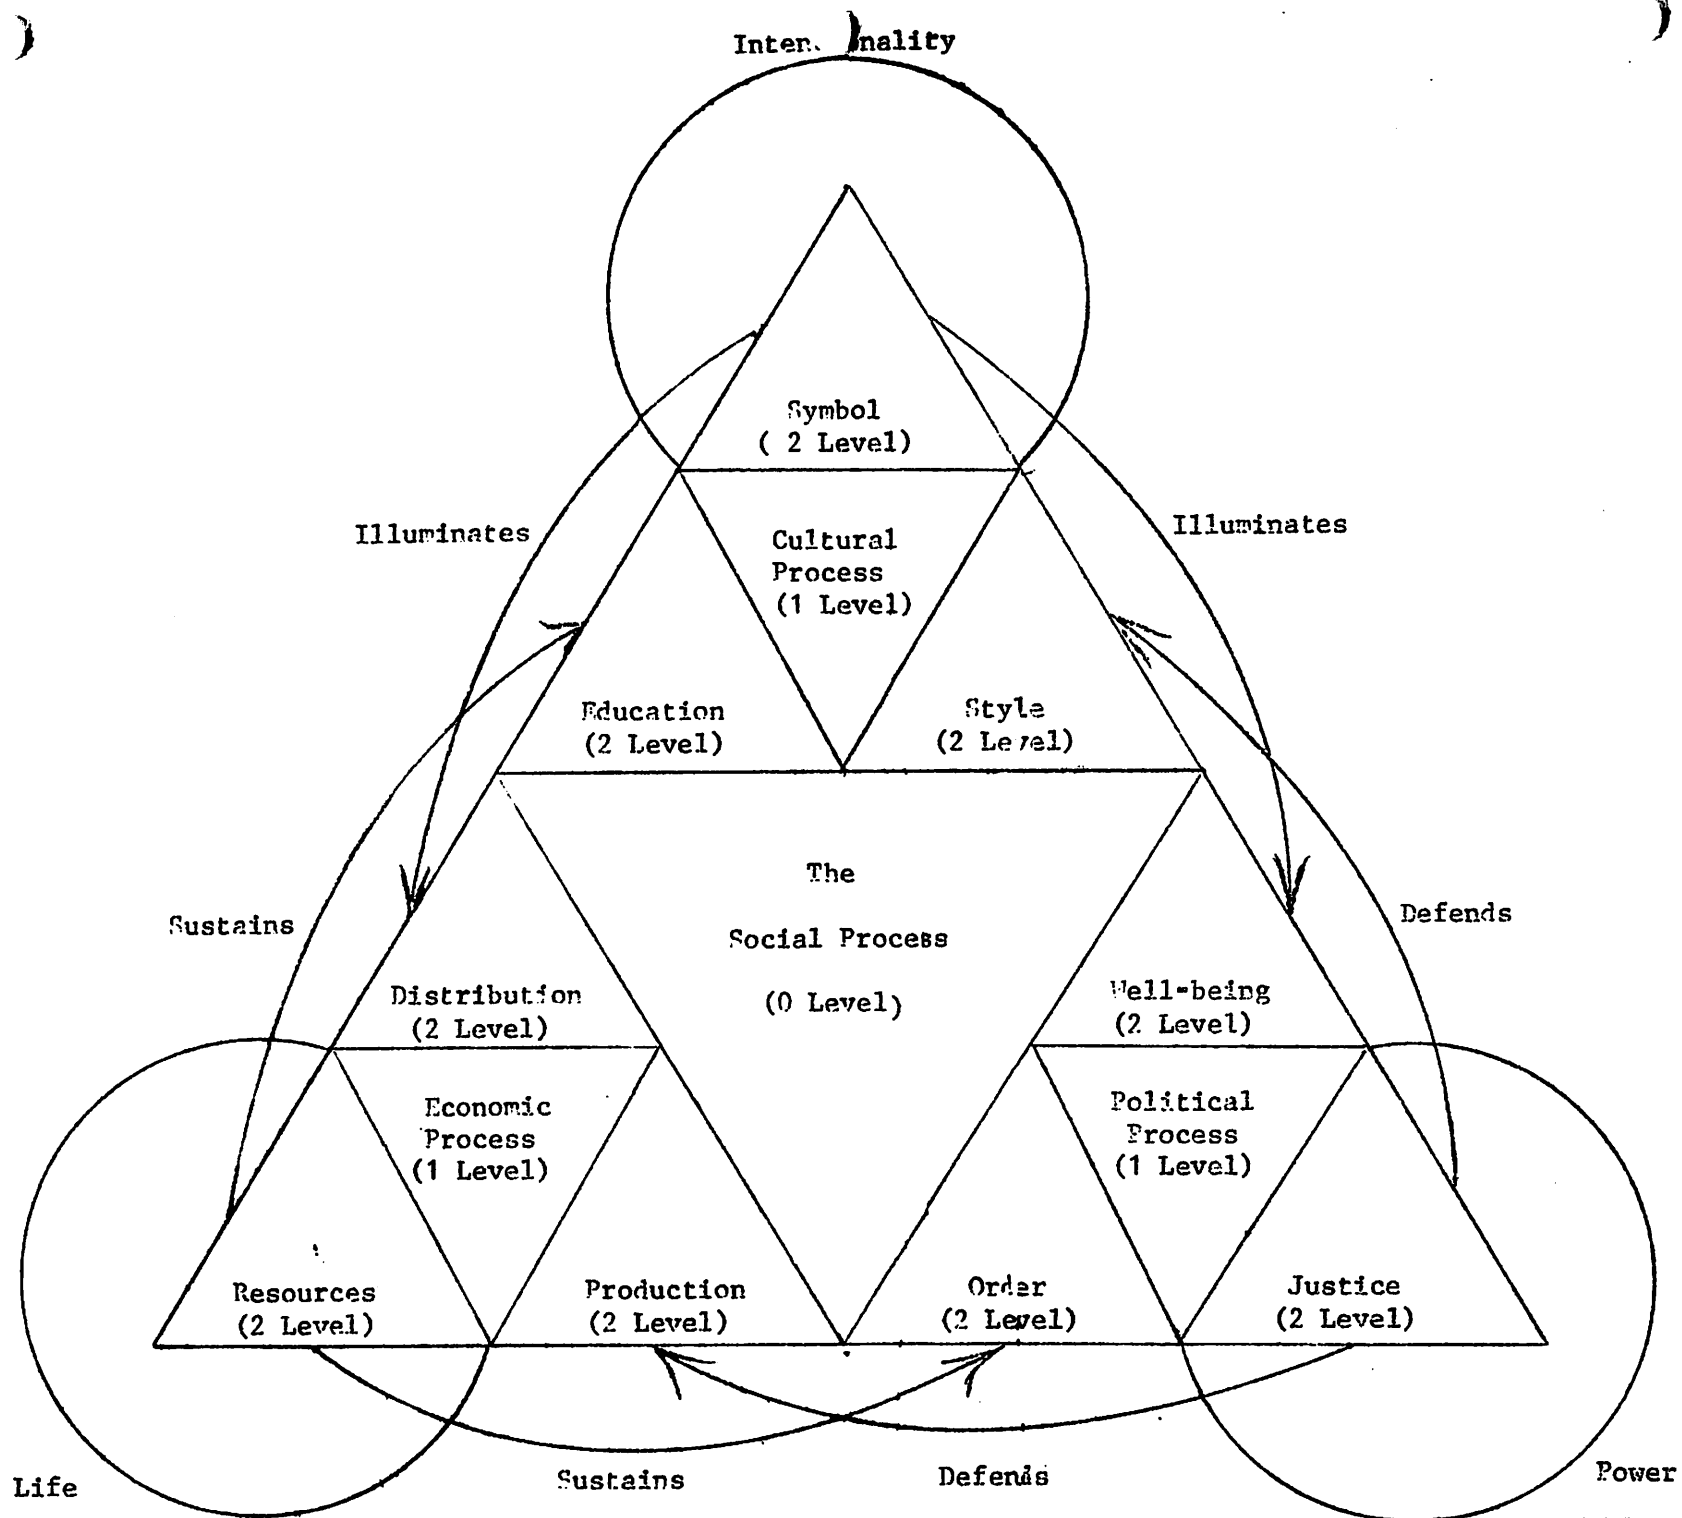 Symbol
( 2 Level)
Illuminates
Illuminates
Cultural
Process
(1 Level)
Education
(2 Level)
Style
(2 Level)
The
Social Process
(0 Level)
Sustains
Defends
Distribution
(2 Level)
Well-being
(2 Level)
Economic
Process
(1 Level)
Political
Process
(1 Level)
Resources
(2 Level)
Production
(2 Level)
Order
(2 Level)
Justice
(2 Level)
Life
Sustains
Defends
Power